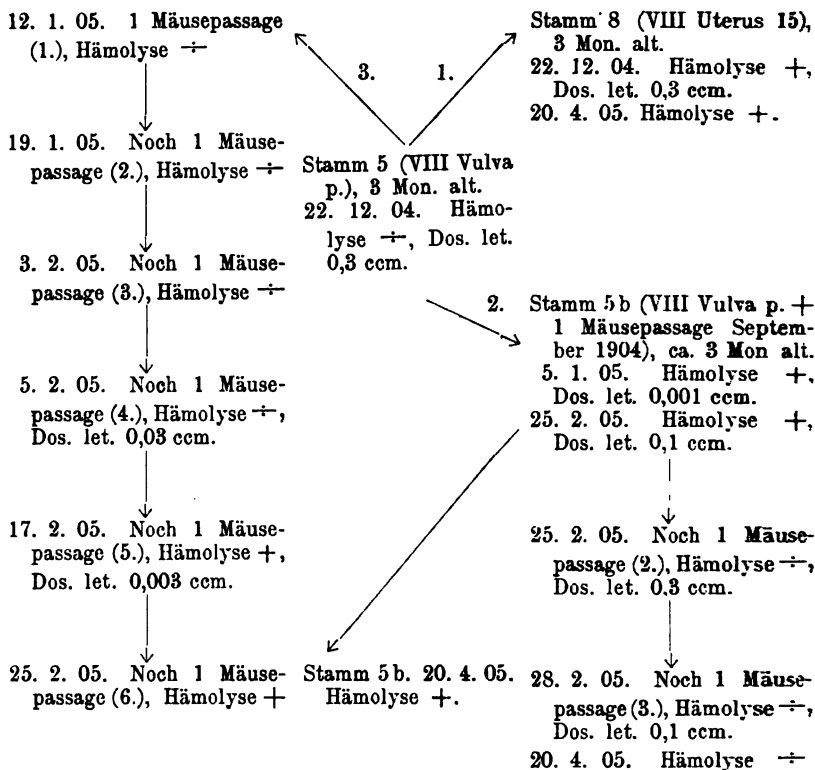 12. 1. 05. 1 Mäusepassage
(1.), Hämolyse ÷
19. 1. 05. Noch 1 Mäuse-
passage (2.), Hämolyse ÷
3. 2. 05. Noch 1 Mäuse-
passage (3.), Hämolyse ÷
5. 2. 05. Noch 1 Mäuse-
passage (4.), Hämolyse ÷,
Dos. let. 0,03 ccm.
17. 2. 05. Noch 1 Mäuse-
passage (5.), Hämolyse +,
Dos. let. 0,003 ccm.
25. 2. 05. Noch 1 Mäuse-
passage (6.), Hämolyse +
3.
1.
Stamm 5 (VIII Vulva
p.), 3 Mon. alt.
22. 12. 04. Hämo-
lyse ÷, Dos. let.
0,3 ccm.
2.
Stamm 5b. 20. 4. 05.
Hämolyse +.
Stamm 8 (VIII Uterus 15),
3 Mon. alt.
22. 12. 04. Hämolyse +,
Dos. let. 0,3 ccm.
20. 4. 05. Hämolyse +.
Stamm 5b (VIII Vulva p. +
1 Mäusepassage Septem-
ber 1904), ca. 3 Mon alt.
5. 1. 05. Hämolyse +,
Dos. let. 0,001 ccm.
25. 2. 05. Hämolyse +,
Dos. let. 0,1 ccm.
25. 2. 05. Noch 1 Mäuse-
passage (2.), Hämolyse ÷,
Dos. let. 0,3 ccm.
28. 2. 05. Noch 1 Mäuse-
passage (3.), Hämolyse ÷,
Dos. let. 0,1 ccm.
20. 4. 05. Hämolyse ÷